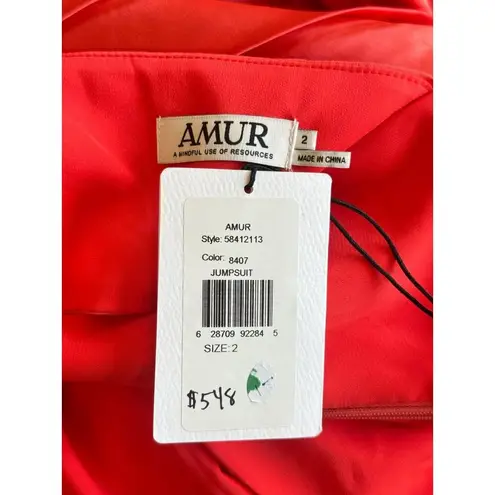 AMUR
A MINDFUL USE OF RESOURCES
2
MADE IN CHINA
AMUR
Style: 58412113
Color: 8407
JUMPSUIT
6 28709 92284 5
SIZE: 2
$548